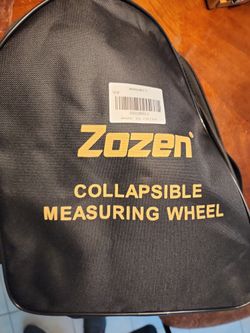 Zozen®
COLLAPSIBLE
MEASURING WHEEL